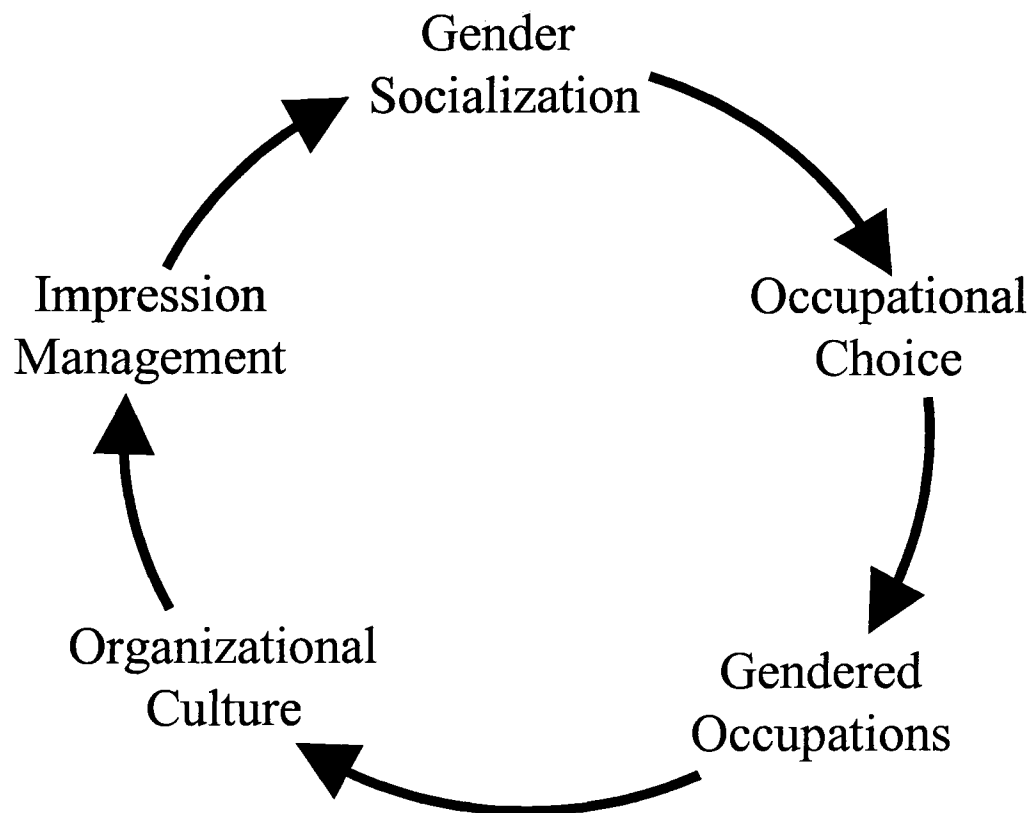 Gender
Socialization
Occupational
Choice
Gendered
Occupations
Organizational
Culture
Impression
Management